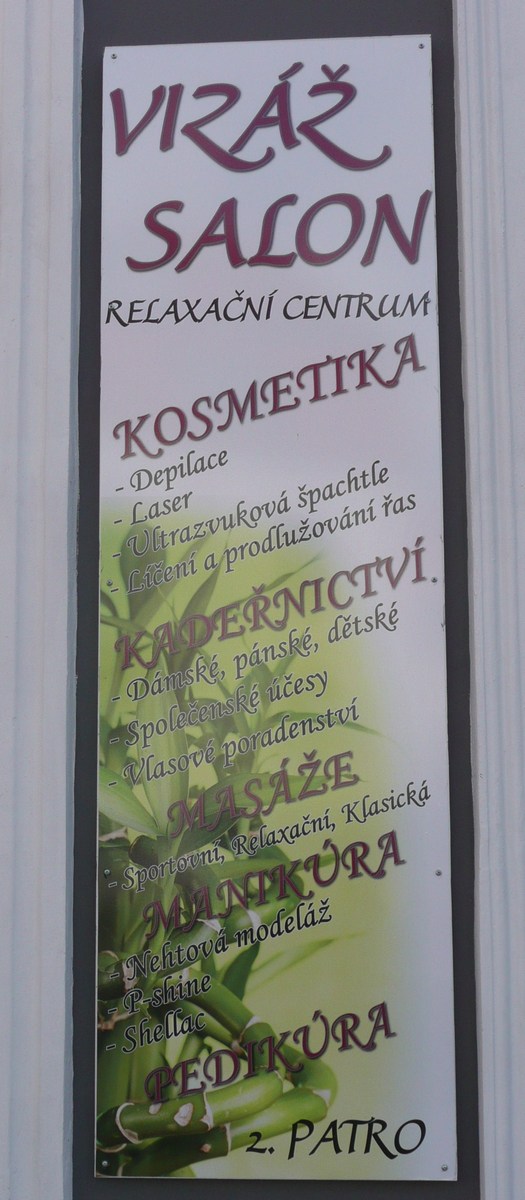 VIRÁŽ
SALON
RELAXAČNÍ CENTRUM
KOSMETIKA
- Depilace
- Laser
- Ultrazvuková špachtle
- Líčení a prodlužování řas
KADEŘNICTVÍ
- Dámské, pánské, dětské
- Společenské účesy
- Vlasové poradenství
MASÁŽE
- Sportovní, Relaxační, Klasická
MANIKÚRA
- Nehtová modeláž
- P-shine
- Shellac
PEDIKÚRA
2. PATRO